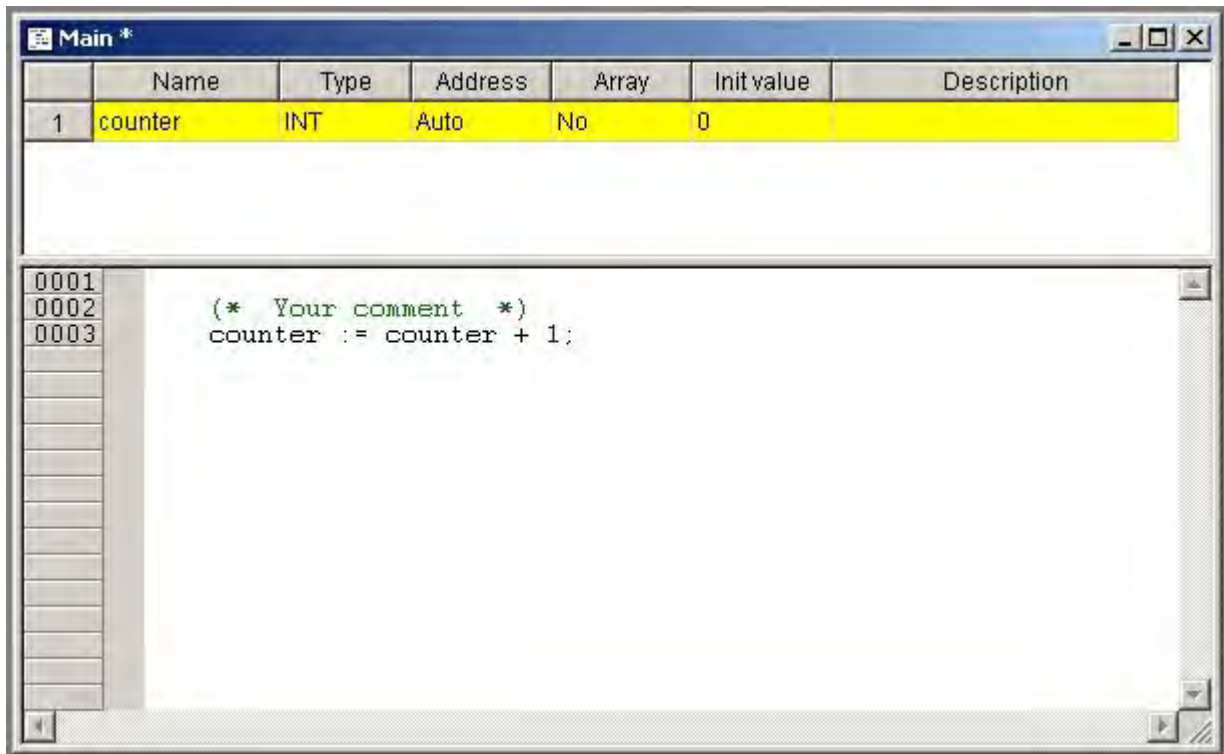 Main *
Name Type Address Array Init value Description
1 counter INT Auto No 0
0001
0002 (* Your comment *)
0003 counter := counter + 1;